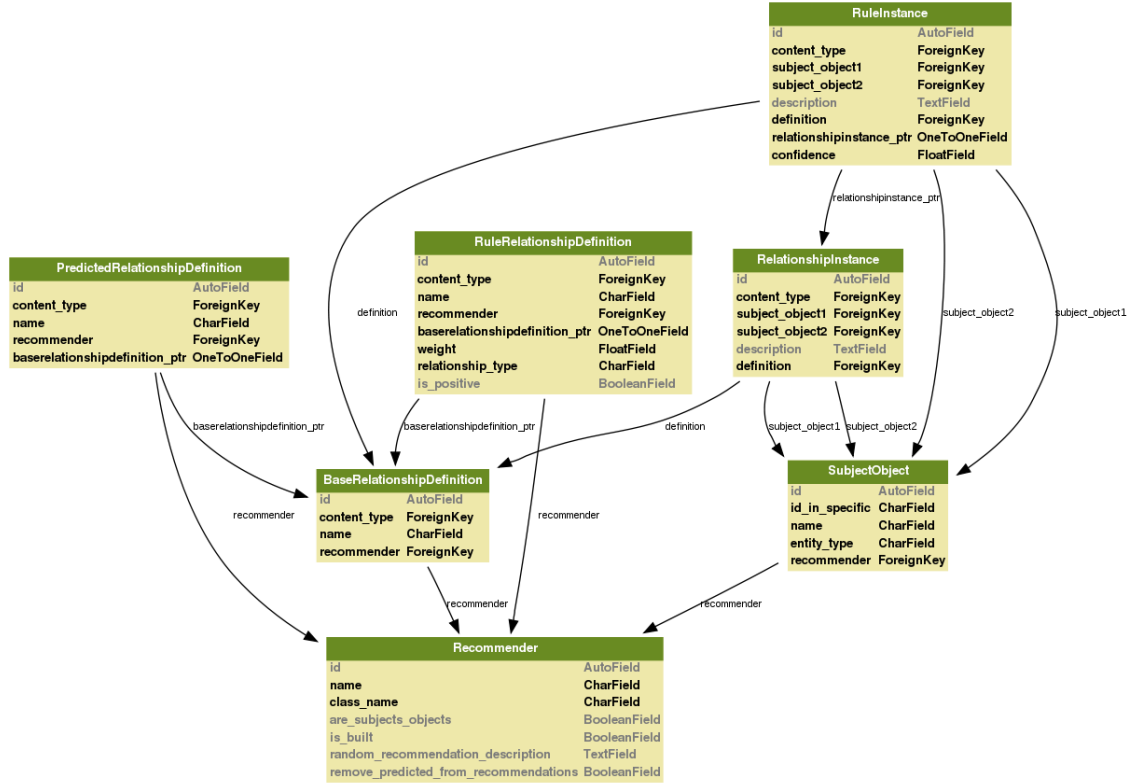 RuleInstance
id AutoField
content_type ForeignKey
subject_object1 ForeignKey
subject_object2 ForeignKey
description TextField
definition ForeignKey
relationshipinstance_ptr OneToOneField
confidence FloatField
relationshipinstance_ptr
RuleRelationshipDefinition
id AutoField
content_type ForeignKey
name CharField
recommender ForeignKey
baserelationshipdefinition_ptr OneToOneField
weight FloatField
relationship_type CharField
is_positive BooleanField
RelationshipInstance
id AutoField
content_type ForeignKey
subject_object1 ForeignKey
subject_object2 ForeignKey
description TextField
definition ForeignKey
PredictedRelationshipDefinition
id AutoField
content_type ForeignKey
name CharField
recommender ForeignKey
baserelationshipdefinition_ptr OneToOneField
definition
subject_object2
subject_object1
baserelationshipdefinition_ptr
baserelationshipdefinition_ptr
definition
subject_object1
subject_object2
BaseRelationshipDefinition
id AutoField
content_type ForeignKey
name CharField
recommender ForeignKey
SubjectObject
id AutoField
id_in_specific CharField
name CharField
entity_type CharField
recommender ForeignKey
recommender
recommender
recommender
recommender
Recommender
id AutoField
name CharField
class_name CharField
are_subjects_objects BooleanField
is_built BooleanField
random_recommendation_description TextField
remove_predicted_from_recommendations BooleanField